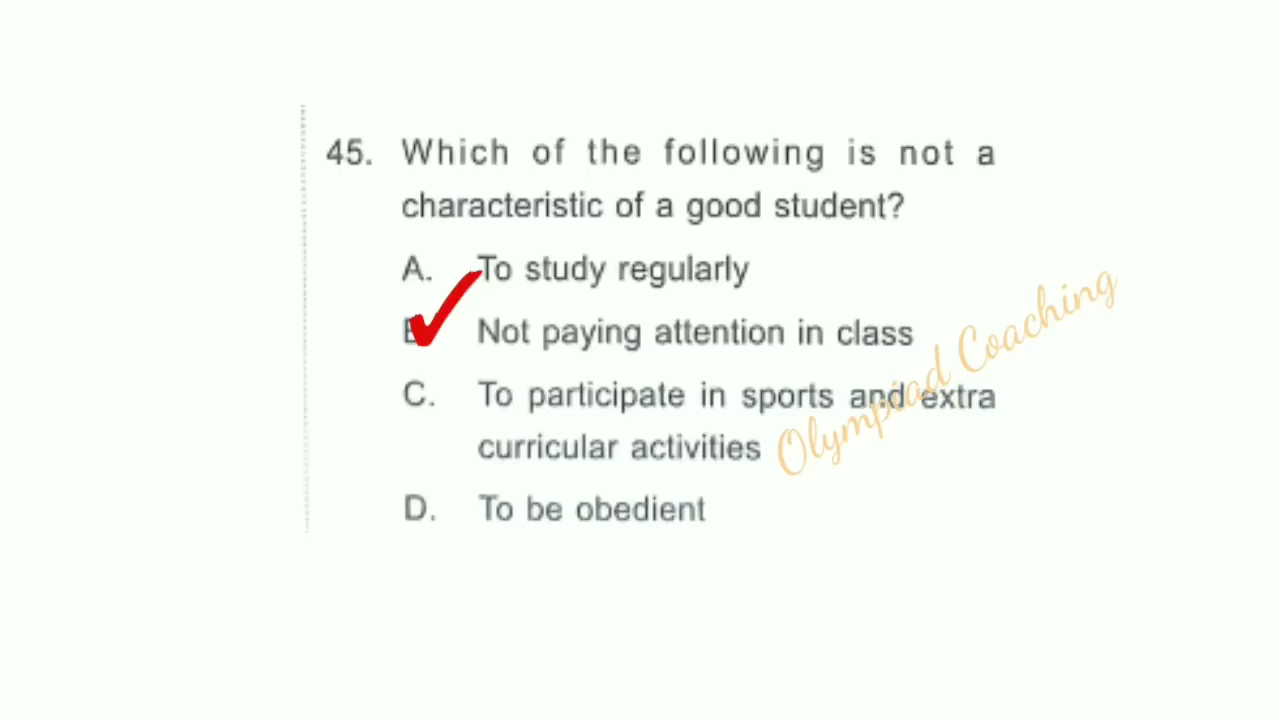 45. Which of the following is not a
characteristic of a good student?
A. To study regularly
B. Not paying attention in class
C. To participate in sports and extra
curricular activities
D. To be obedient
Olympiad Coaching